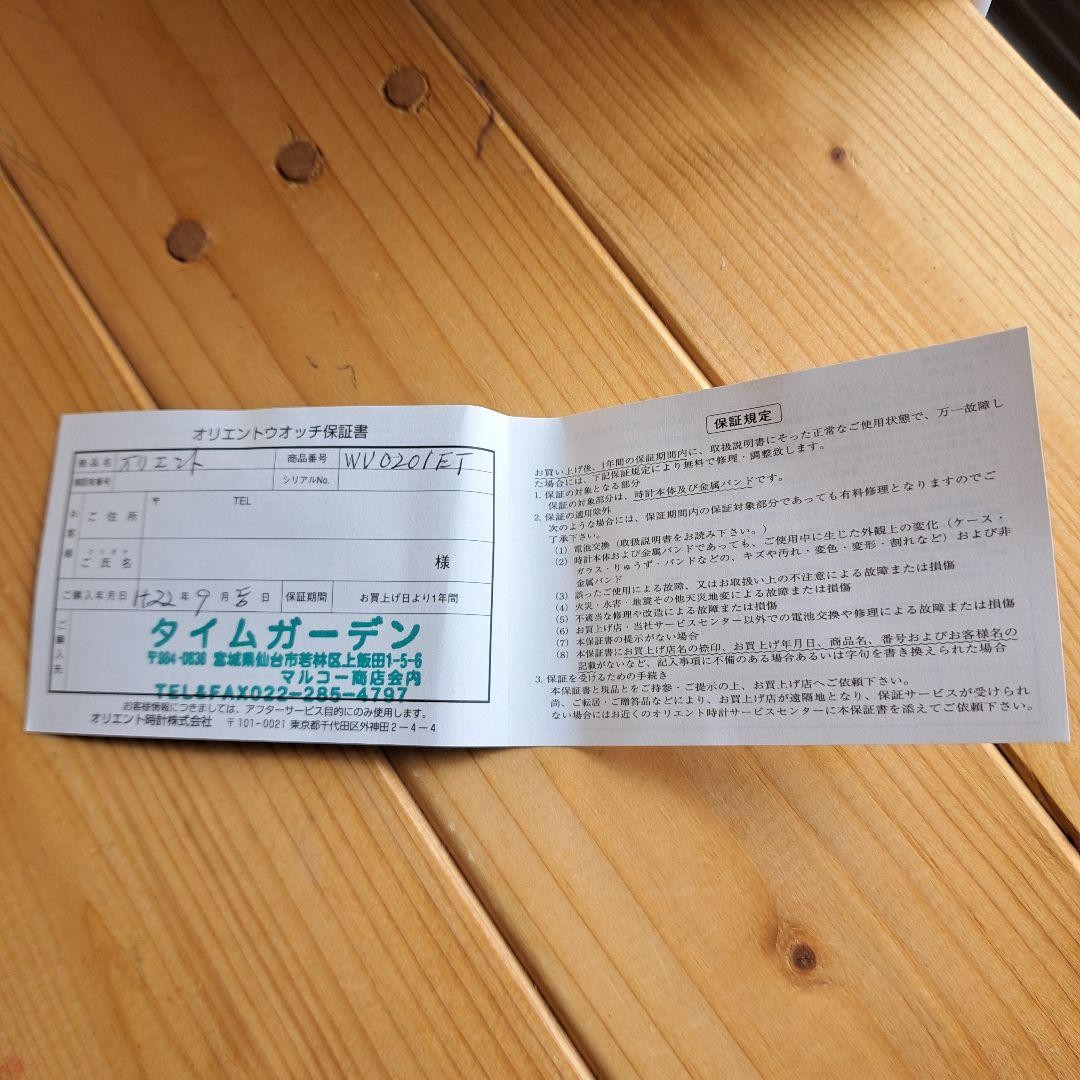 オリエントウオッチ保証書
商品名 オリエント 商品番号 WV0201ET
保証書番号 シリアルNo.
お客様
ご住所 〒 TEL
フリガナ
ご氏名 様
ご購入年月日 H22年 9月 吉日 保証期間 お買上げ日より1年間
ご購入先
タイムガーデン
〒984-0838 宮城県仙台市若林区上飯田1-5-6
マルコー商店会内
TEL&FAX022-285-4797
お客様情報につきましては、アフターサービス目的にのみ使用します。
オリエント時計株式会社 〒101-0021 東京都千代田区外神田2-4-4
保証規定
お買い上げ後、1年間の保証期間内に、取扱説明書にそった正常なご使用状態で、万一故障し
た場合には、下記保証規定により無料で修理・調整致します。
1. 保証の対象となる部分
保証の対象部分は、時計本体及び金属バンドです。
2. 保証の適用除外
次のような場合には、保証期間内の保証対象部分であっても有料修理となりますのでご
了承下さい。
(1) 電池交換（取扱説明書をお読み下さい。）
(2) 時計本体および金属バンドであっても、ご使用中に生じた外観上の変化（ケース・
ガラス・りゅうず・バンドなどの、キズや汚れ・変色・変形・割れなど）および非
金属バンド
(3) 誤ったご使用による故障、又はお取扱い上の不注意による故障または損傷
(4) 火災・水害・地震その他天災地変による故障または損傷
(5) 不適当な修理や改造による故障または損傷
(6) お買上げ店・当社サービスセンター以外での電池交換や修理による故障または損傷
(7) 本保証書の提示がない場合
(8) 本保証書にお買上げ店名の捺印、お買上げ年月日、商品名、番号およびお客様名の
記載がないなど、記入事項に不備のある場合あるいは字句を書き換えられた場合
3. 保証を受けるための手続き
本保証書と現品とをご持参・ご提示の上、お買上げ店へご依頼下さい。
尚、ご転居・ご贈答品などにより、お買上げ店が遠隔地となり、保証サービスが受けられ
ない場合にはお近くのオリエント時計サービスセンターに本保証書を添えてご依頼下さい。